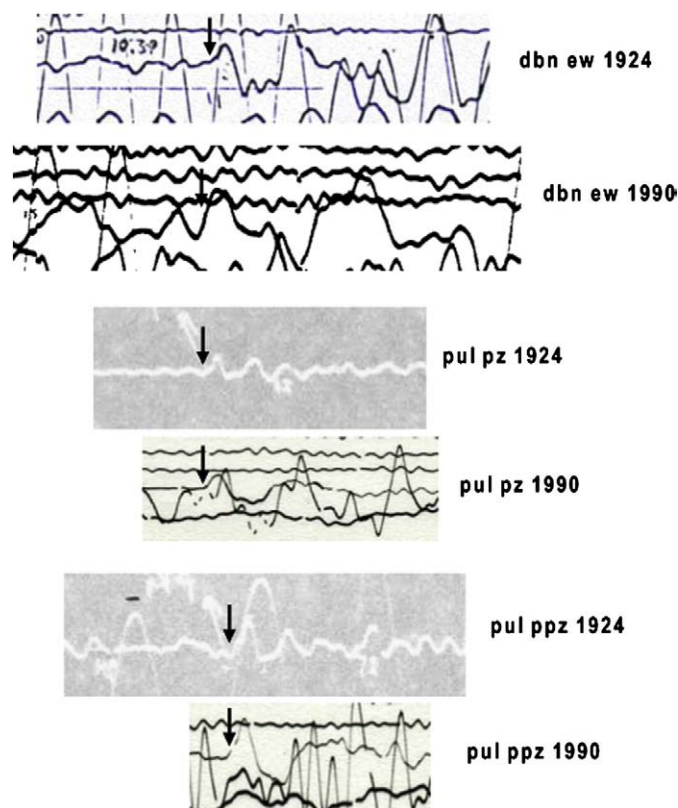 10.39
dbn ew 1924
dbn ew 1990
pul pz 1924
pul pz 1990
pul ppz 1924
pul ppz 1990